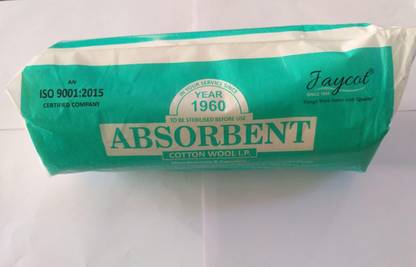 AN
ISO 9001:2015
CERTIFIED COMPANY
IN YOUR SERVICE SINCE
YEAR
1960
TO BE STERILISED BEFORE USE
ABSORBENT
COTTON WOOL I.P.
Jaycot